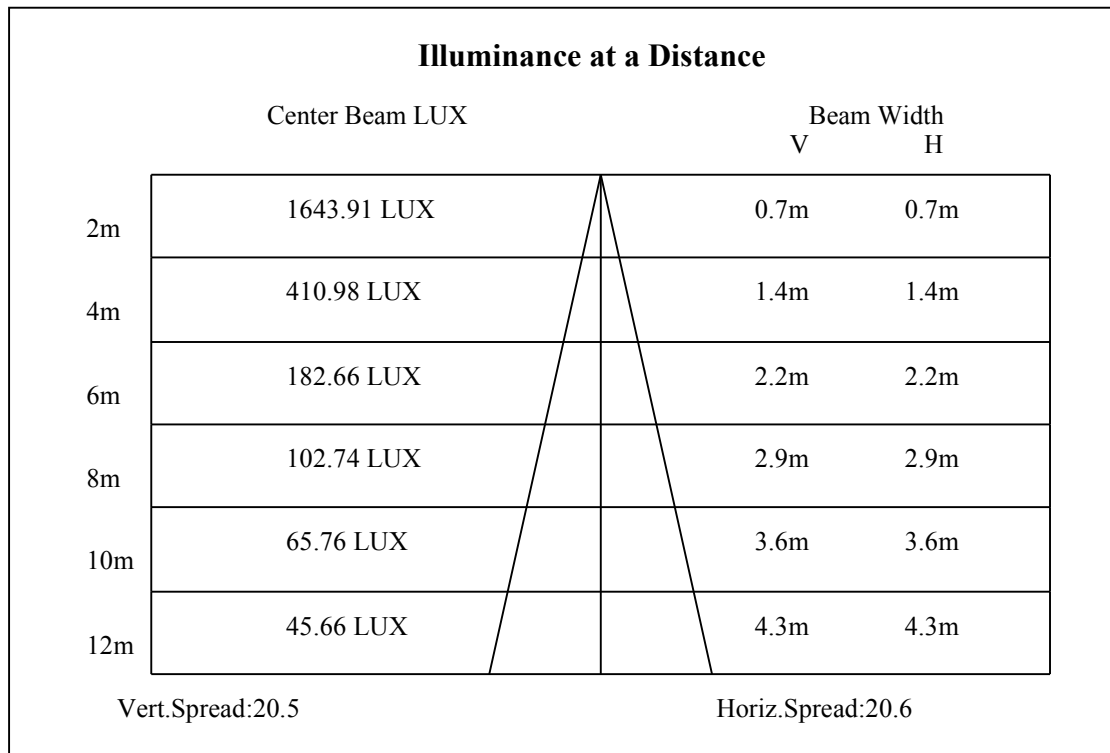 Illuminance at a Distance
Center Beam LUX Beam Width
V H
2m 1643.91 LUX 0.7m 0.7m
4m 410.98 LUX 1.4m 1.4m
6m 182.66 LUX 2.2m 2.2m
8m 102.74 LUX 2.9m 2.9m
10m 65.76 LUX 3.6m 3.6m
12m 45.66 LUX 4.3m 4.3m
Vert.Spread:20.5 Horiz.Spread:20.6